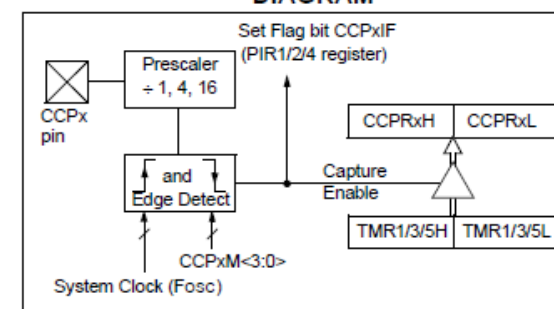 DIAGRAM
Set Flag bit CCPxIF
(PIR1/2/4 register)
Prescaler
÷ 1, 4, 16
CCPx
pin
CCPRxH
CCPRxL
and
Edge Detect
Capture
Enable
TMR1/3/5H
TMR1/3/5L
CCPxM<3:0>
System Clock (Fosc)